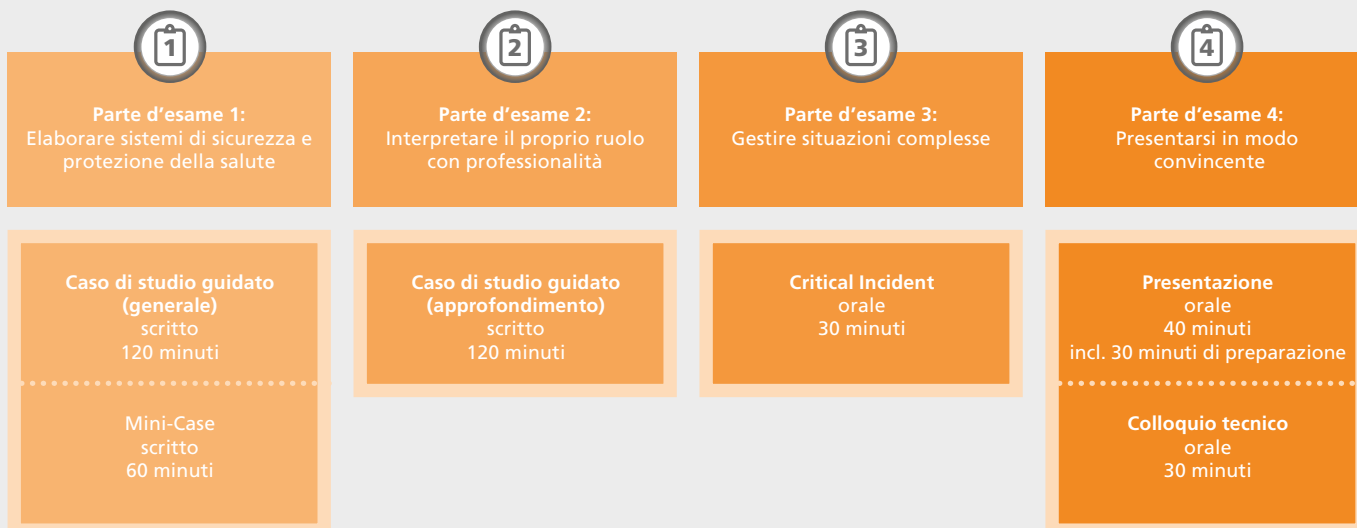 1
Parte d'esame 1:
Elaborare sistemi di sicurezza e
protezione della salute
Caso di studio guidato
(generale)
scritto
120 minuti
Mini-Case
scritto
60 minuti
2
Parte d'esame 2:
Interpretare il proprio ruolo
con professionalità
Caso di studio guidato
(approfondimento)
scritto
120 minuti
3
Parte d'esame 3:
Gestire situazioni complesse
Critical Incident
orale
30 minuti
4
Parte d'esame 4:
Presentarsi in modo
convincente
Presentazione
orale
40 minuti
incl. 30 minuti di preparazione
Colloquio tecnico
orale
30 minuti